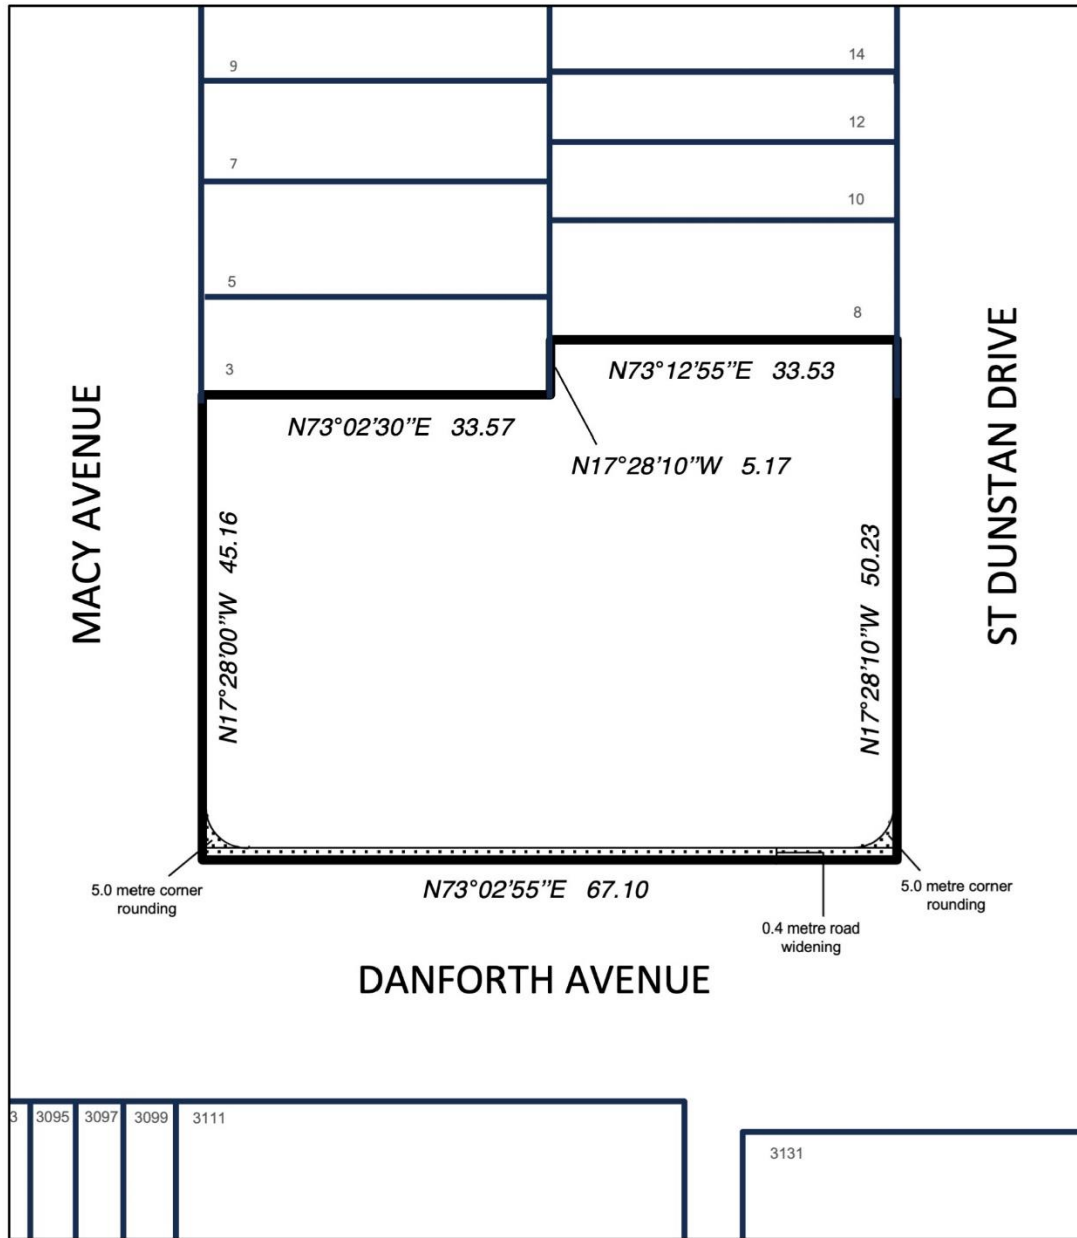 9
14
12
7
10
5
8
3
N73°12'55”E 33.53
N73°02'30”E 33.57
N17°28'10”W 5.17
MACY AVENUE
N17°28'00”W 45.16
N17°28'10”W 50.23
ST DUNSTAN DRIVE
5.0 metre corner
rounding
N73°02'55”E 67.10
5.0 metre corner
rounding
0.4 metre road
widening
DANFORTH AVENUE
3
3095
3097
3099
3111
3131